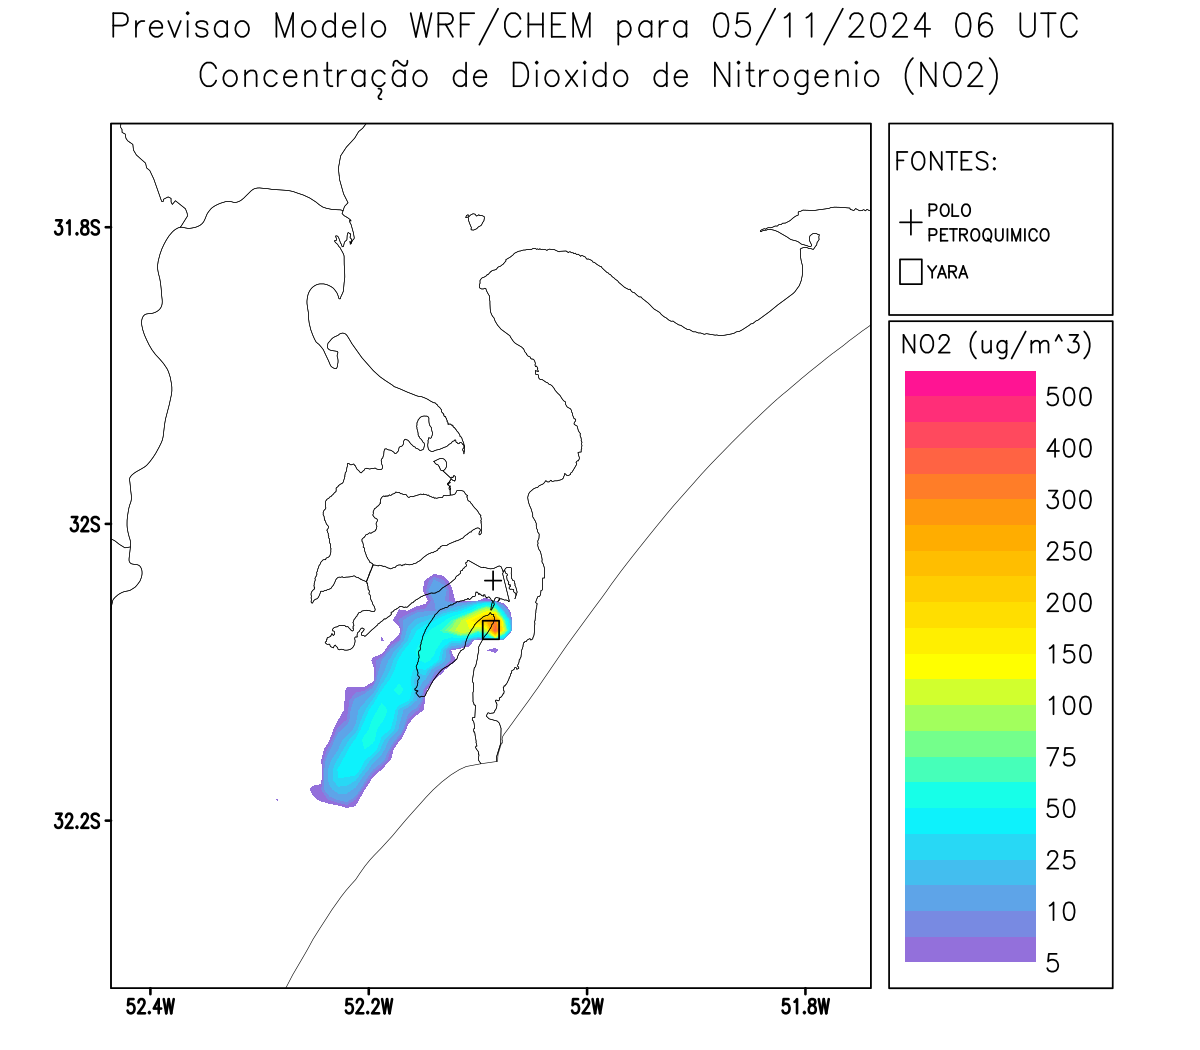 Previsao Modelo WRF/CHEM para 05/11/2024 06 UTC
Concentração de Dioxido de Nitrogenio (NO2)
FONTES:
POLO
PETROQUIMICO
YARA
NO2 (ug/m^3)
500
400
300
250
200
150
100
75
50
25
10
5
31.8S
32S
32.2S
52.4W
52.2W
52W
51.8W